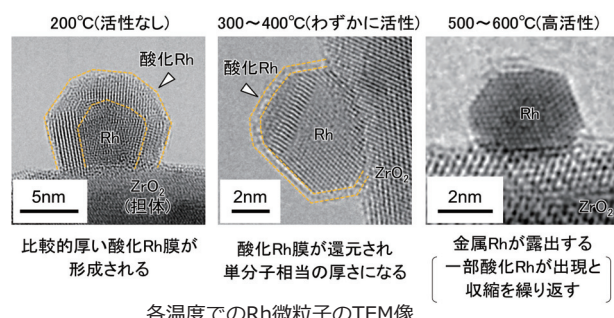 200℃(活性なし)
300～400℃(わずかに活性)
500～600℃(高活性)
酸化Rh
Rh
ZrO₂
(担体)
5nm
酸化Rh
Rh
ZrO₂
2nm
Rh
ZrO₂
2nm
比較的厚い酸化Rh膜が
形成される
酸化Rh膜が還元され
単分子相当の厚さになる
金属Rhが露出する
一部酸化Rhが出現と
収縮を繰り返す
各温度でのRh微粒子のTEM像